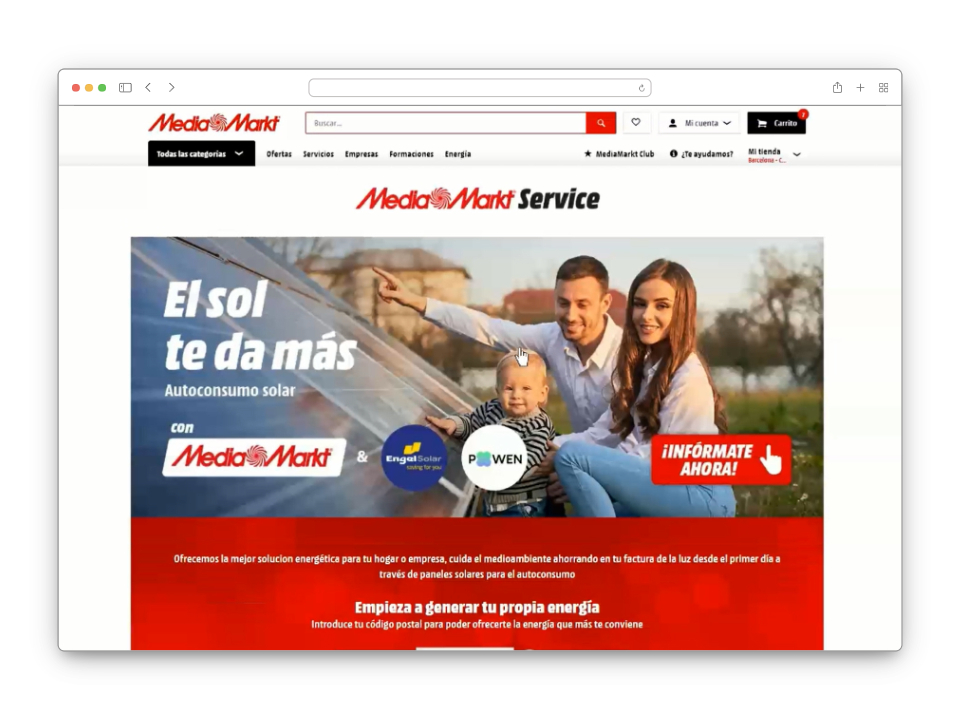 MediaMarkt
Buscar...
Mi cuenta
7
Carrito
Todas las categorías
Ofertas Servicios Empresas Formaciones Energía
MediaMarkt Club
¿Te ayudamos?
Mi tienda
Barcelona - C...
MediaMarkt Service
El sol
te da más
Autoconsumo solar
con
MediaMarkt & EngelSolar
saving for you
POWEN
¡INFÓRMATE
AHORA!
Ofrecemos la mejor solucion energética para tu hogar o empresa, cuida el medioambiente ahorrando en tu factura de la luz desde el primer día a
través de paneles solares para el autoconsumo
Empieza a generar tu propia energía
Introduce tu código postal para poder ofrecerte la energía que más te conviene